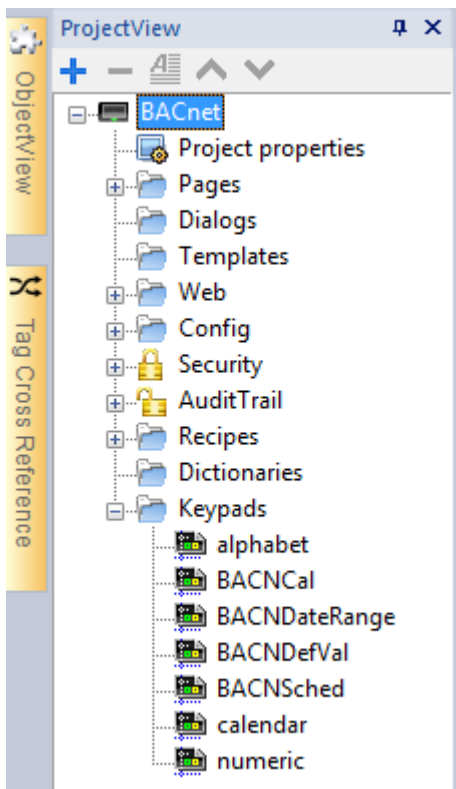 ProjectView
ObjectView
Tag Cross Reference
BACnet
Project properties
Pages
Dialogs
Templates
Web
Config
Security
AuditTrail
Recipes
Dictionaries
Keypads
alphabet
BACNCal
BACNDateRange
BACNDefVal
BACNSched
calendar
numeric